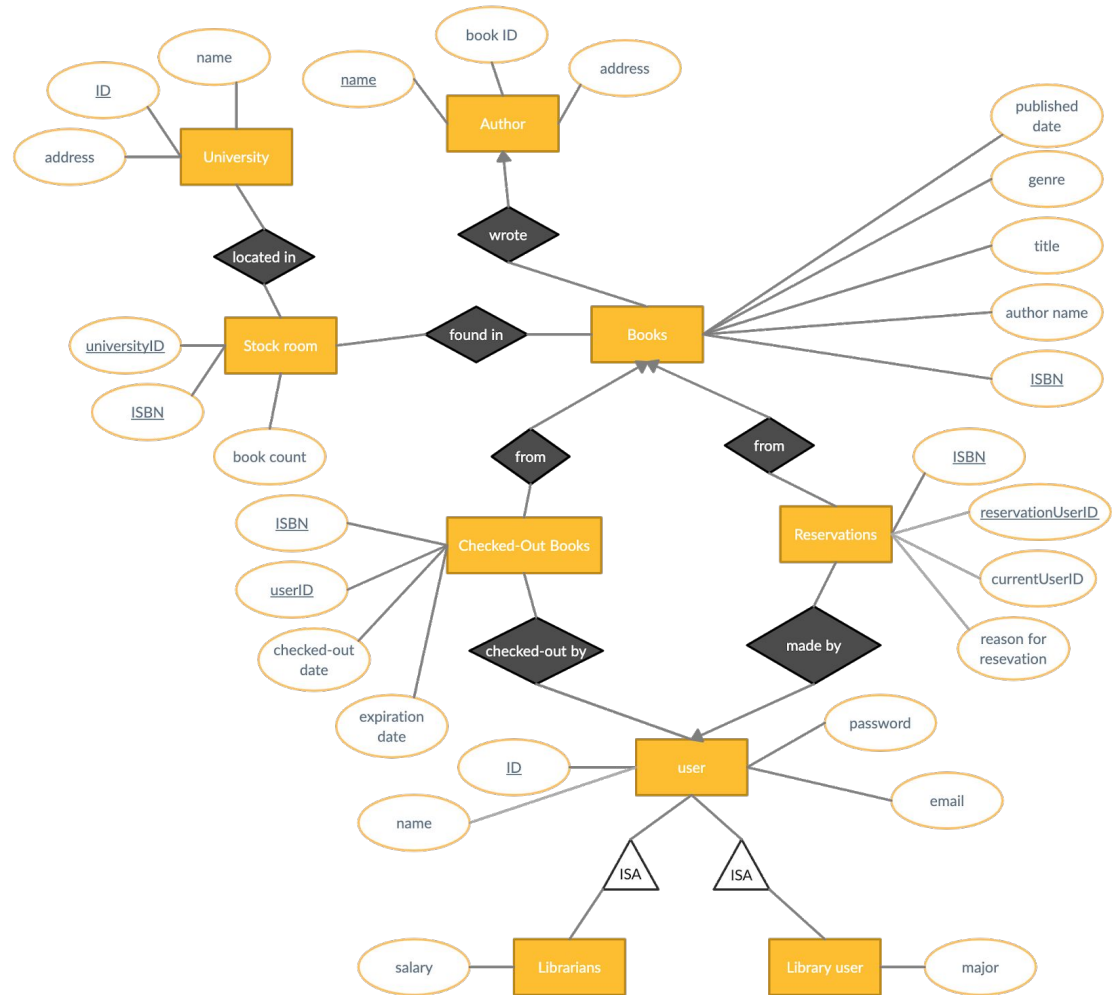 name
book ID
address
name
ID
Author
published
date
University
address
genre
wrote
title
located in
author name
found in
Books
universityID
Stock room
ISBN
ISBN
book count
from
from
ISBN
ISBN
reservationUserID
Checked-Out Books
Reservations
userID
currentUserID
checked-out
date
checked-out by
made by
reason for
resevation
expiration
date
password
ID
user
name
email
ISA
ISA
salary
Librarians
Library user
major